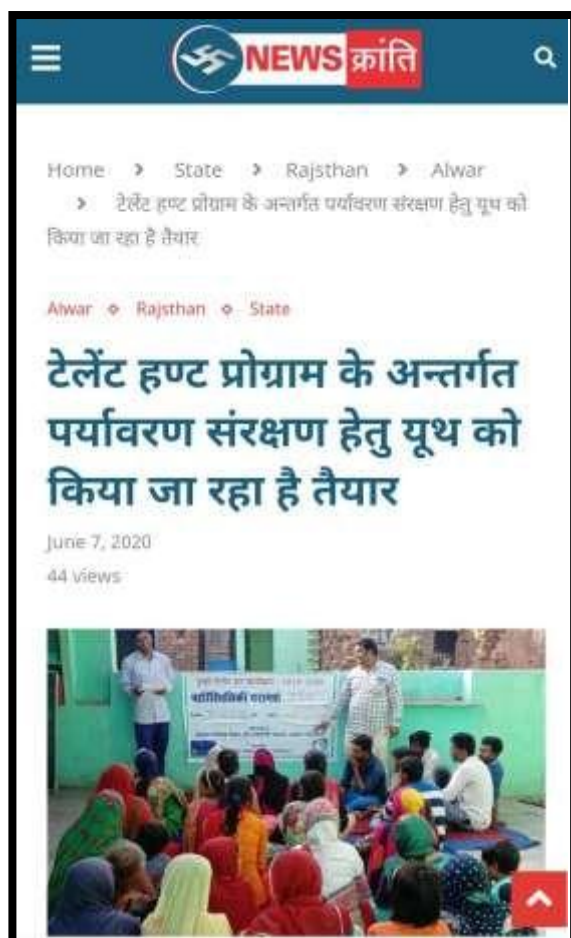 NEWS क्रांति
Home > State > Rajsthan > Alwar
> टेलेंट हण्ट प्रोग्राम के अन्तर्गत पर्यावरण संरक्षण हेतु यूथ को
किया जा रहा है तैयार
Alwar ⋄ Rajsthan ⋄ State
टेलेंट हण्ट प्रोग्राम के अन्तर्गत
पर्यावरण संरक्षण हेतु यूथ को
किया जा रहा है तैयार
June 7, 2020
44 views